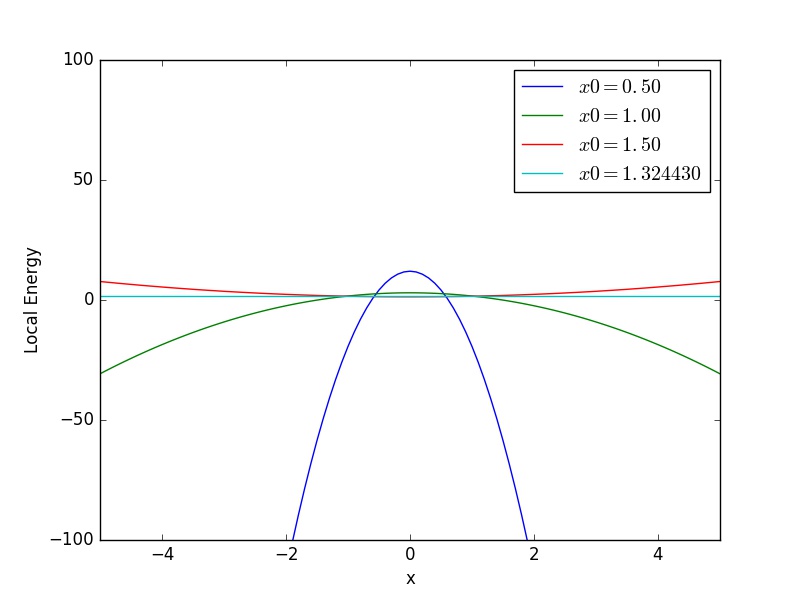 100
50
0
−50
−100
Local Energy
−4
−2
0
2
4
x
x0 = 0.50
x0 = 1.00
x0 = 1.50
x0 = 1.324430